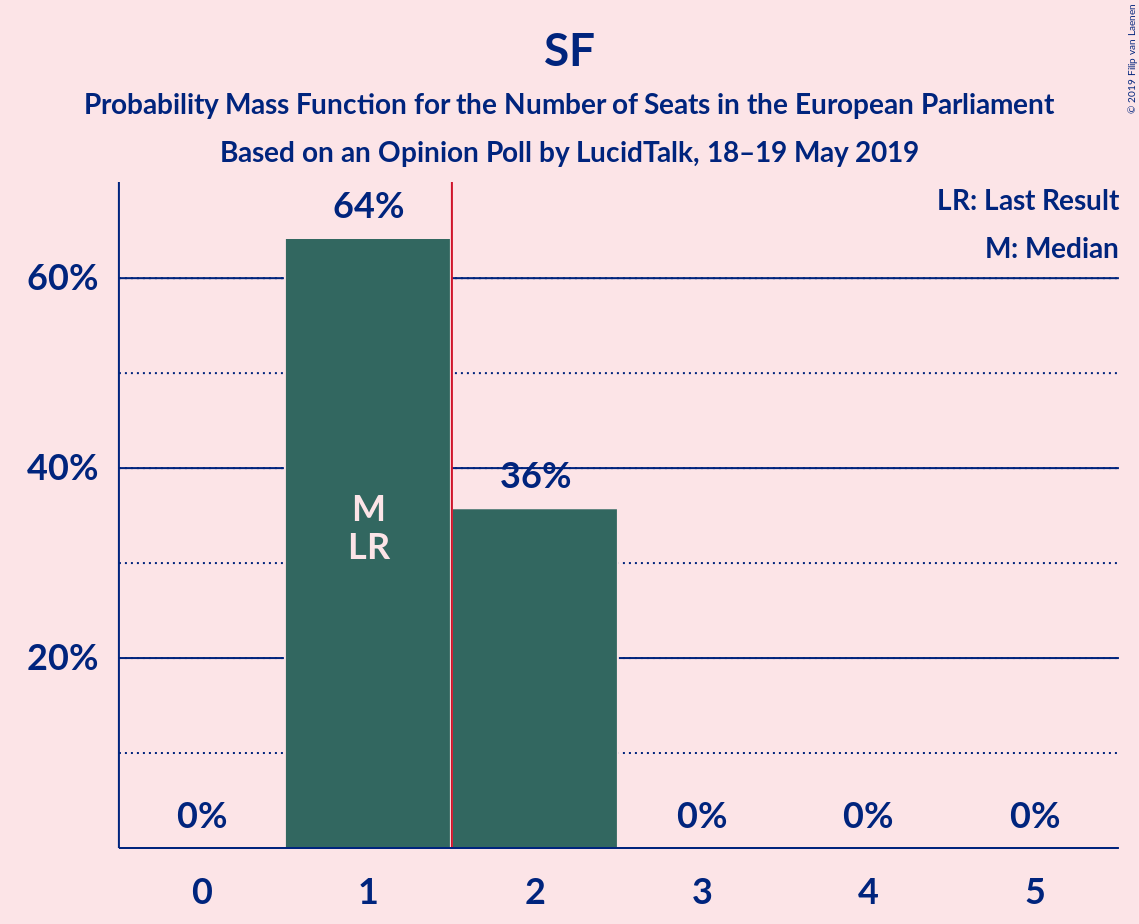 SF
Probability Mass Function for the Number of Seats in the European Parliament
Based on an Opinion Poll by LucidTalk, 18–19 May 2019
© 2019 Filip van Laenen
LR: Last Result
M: Median
64%
60%
40%
36%
M
LR
20%
0%
0%
0%
0%
0
1
2
3
4
5